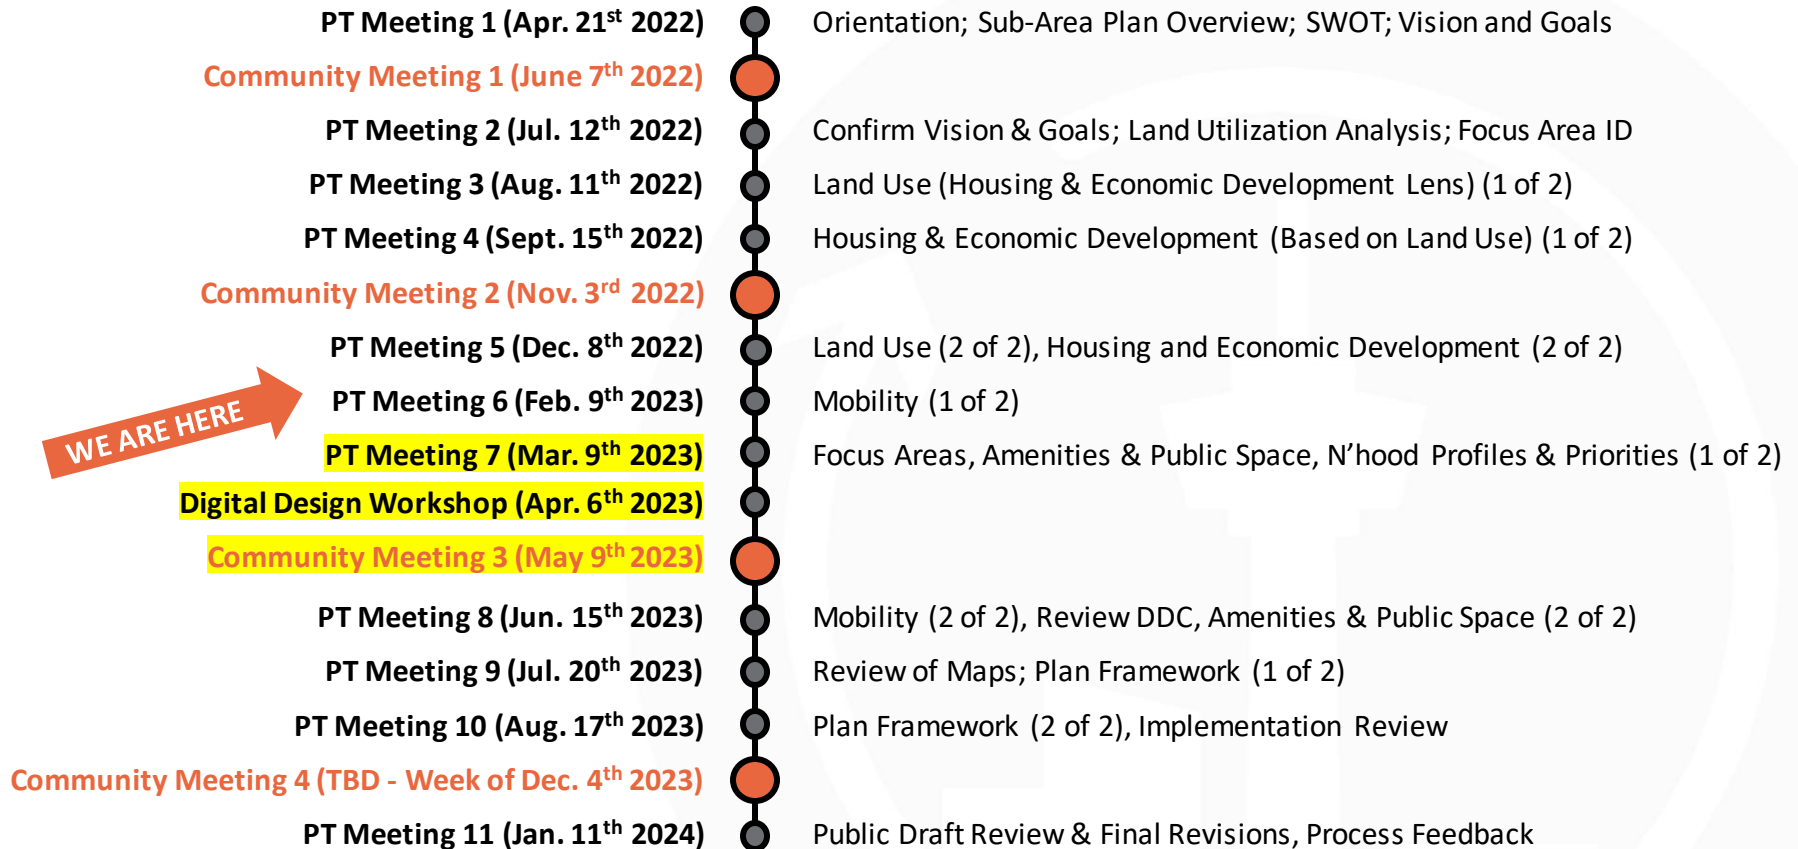 PT Meeting 1 (Apr. 21st 2022) Orientation; Sub-Area Plan Overview; SWOT; Vision and Goals
Community Meeting 1 (June 7th 2022)
PT Meeting 2 (Jul. 12th 2022) Confirm Vision & Goals; Land Utilization Analysis; Focus Area ID
PT Meeting 3 (Aug. 11th 2022) Land Use (Housing & Economic Development Lens) (1 of 2)
PT Meeting 4 (Sept. 15th 2022) Housing & Economic Development (Based on Land Use) (1 of 2)
Community Meeting 2 (Nov. 3rd 2022)
PT Meeting 5 (Dec. 8th 2022) Land Use (2 of 2), Housing and Economic Development (2 of 2)
WE ARE HERE
PT Meeting 6 (Feb. 9th 2023) Mobility (1 of 2)
PT Meeting 7 (Mar. 9th 2023) Focus Areas, Amenities & Public Space, N'hood Profiles & Priorities (1 of 2)
Digital Design Workshop (Apr. 6th 2023)
Community Meeting 3 (May 9th 2023)
PT Meeting 8 (Jun. 15th 2023) Mobility (2 of 2), Review DDC, Amenities & Public Space (2 of 2)
PT Meeting 9 (Jul. 20th 2023) Review of Maps; Plan Framework (1 of 2)
PT Meeting 10 (Aug. 17th 2023) Plan Framework (2 of 2), Implementation Review
Community Meeting 4 (TBD - Week of Dec. 4th 2023)
PT Meeting 11 (Jan. 11th 2024) Public Draft Review & Final Revisions, Process Feedback